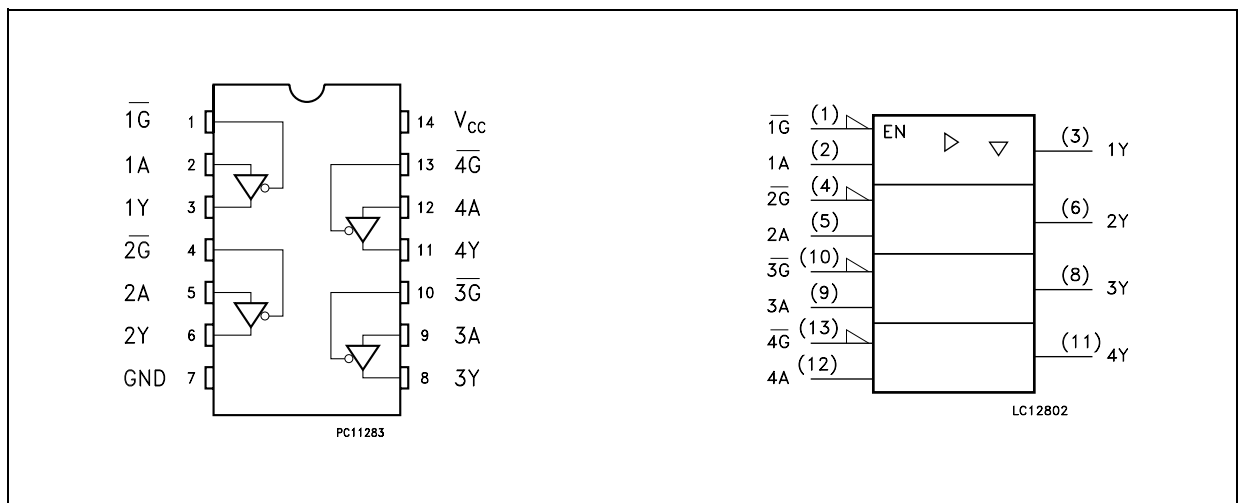 1G̅ 1 14 VCC
1A 2 13 4G̅
1Y 3 12 4A
2G̅ 4 11 4Y
2A 5 10 3G̅
2Y 6 9 3A
GND 7 8 3Y
PC11283
1G̅ (1) EN (3) 1Y
1A (2)
2G̅ (4) (6) 2Y
2A (5)
3G̅ (10) (8) 3Y
3A (9)
4G̅ (13) (11) 4Y
4A (12)
LC12802